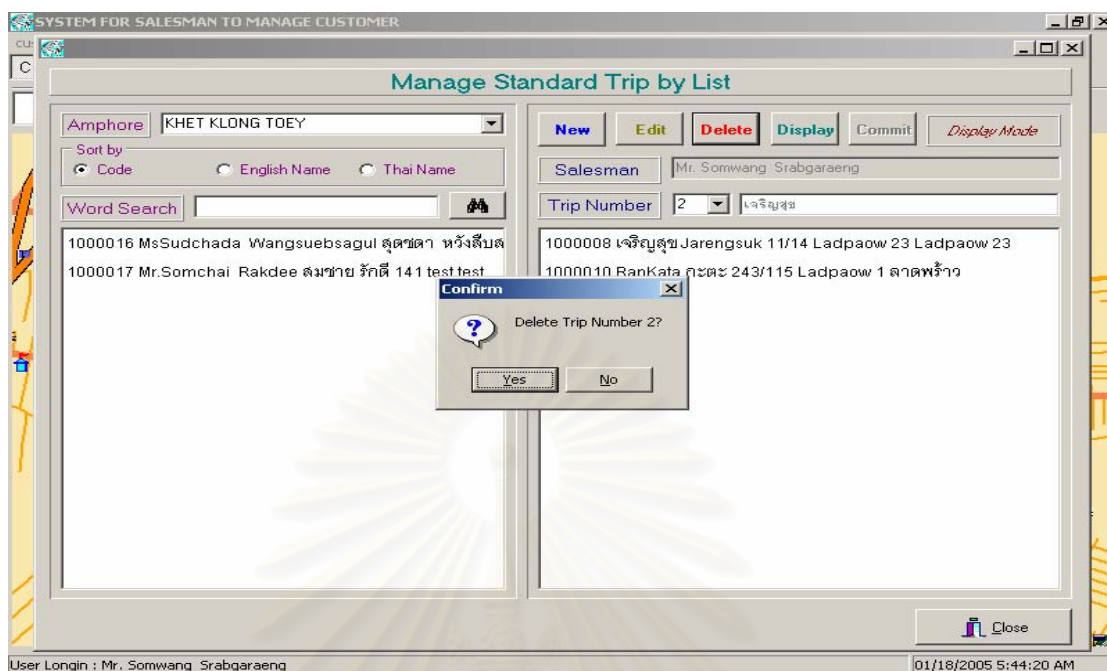 SYSTEM FOR SALESMAN TO MANAGE CUSTOMER
Manage Standard Trip by List
Amphore KHET KLONG TOEY
Sort by
Code English Name Thai Name
Word Search
1000016 MsSudchada Wangsuebsagul สุดชดา หวังสืบส
1000017 Mr.Somchai Rakdee สมชาย รักดี 141 test test
New Edit Delete Display Commit Display Mode
Salesman Mr. Somwang Srabgaraeng
Trip Number 2 เจริญสุข
1000008 เจริญสุข Jarengsuk 11/14 Ladpaow 23 Ladpaow 23
1000010 RanKata กะตะ 243/115 Ladpaow 1 ลาดพร้าว
Confirm
Delete Trip Number 2?
Yes No
Close
User Longin : Mr. Somwang Srabgaraeng 01/18/2005 5:44:20 AM